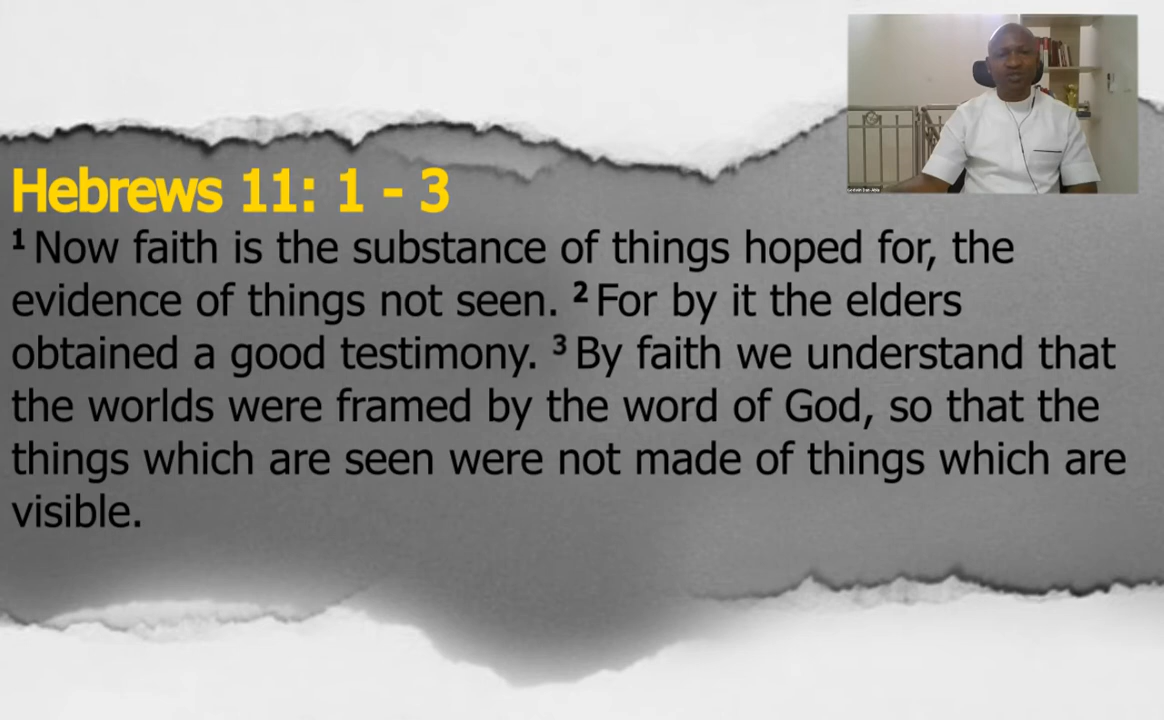 Hebrews 11: 1 - 3
1 Now faith is the substance of things hoped for, the
evidence of things not seen. 2 For by it the elders
obtained a good testimony. 3 By faith we understand that
the worlds were framed by the word of God, so that the
things which are seen were not made of things which are
visible.